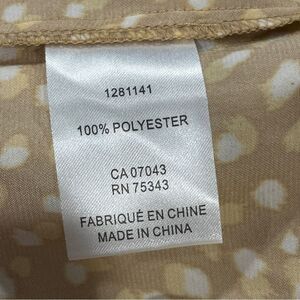 1281141
100% POLYESTER
CA 07043
RN 75343
FABRIQUÉ EN CHINE
MADE IN CHINA